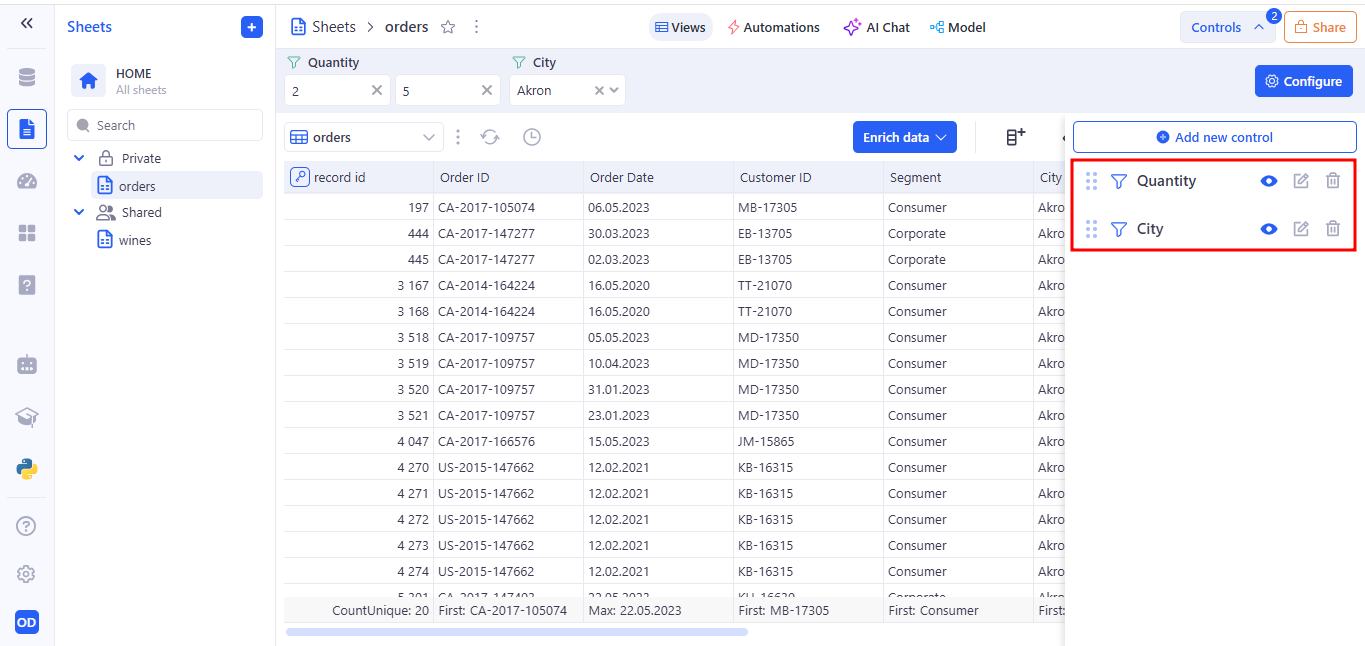 Sheets
Sheets > orders
Views
Automations
AI Chat
Model
Controls
2
Share
HOME
All sheets
Search
Private
orders
Shared
wines
OD
Quantity
2
5
City
Akron
Configure
orders
Enrich data
Add new control
Quantity
City
record id Order ID Order Date Customer ID Segment City
197 CA-2017-105074 06.05.2023 MB-17305 Consumer Akro
444 CA-2017-147277 30.03.2023 EB-13705 Corporate Akro
445 CA-2017-147277 02.03.2023 EB-13705 Corporate Akro
3 167 CA-2014-164224 16.05.2020 TT-21070 Consumer Akro
3 168 CA-2014-164224 16.05.2020 TT-21070 Consumer Akro
3 518 CA-2017-109757 05.05.2023 MD-17350 Consumer Akro
3 519 CA-2017-109757 10.04.2023 MD-17350 Consumer Akro
3 520 CA-2017-109757 31.01.2023 MD-17350 Consumer Akro
3 521 CA-2017-109757 23.01.2023 MD-17350 Consumer Akro
4 047 CA-2017-166576 15.05.2023 JM-15865 Consumer Akro
4 270 US-2015-147662 12.02.2021 KB-16315 Consumer Akro
4 271 US-2015-147662 12.02.2021 KB-16315 Consumer Akro
4 272 US-2015-147662 12.02.2021 KB-16315 Consumer Akro
4 273 US-2015-147662 12.02.2021 KB-16315 Consumer Akro
4 274 US-2015-147662 12.02.2021 KB-16315 Consumer Akro
CountUnique: 20 First: CA-2017-105074 Max: 22.05.2023 First: MB-17305 First: Consumer First: